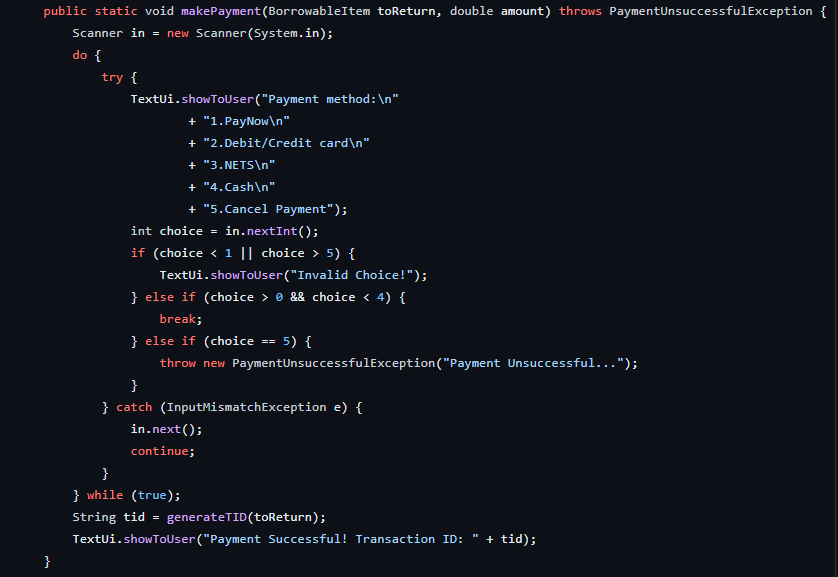 public static void makePayment(BorrowableItem toReturn, double amount) throws PaymentUnsuccessfulException {
    Scanner in = new Scanner(System.in);
    do {
        try {
            TextUi.showToUser("Payment method:\n"
                    + "1.PayNow\n"
                    + "2.Debit/Credit card\n"
                    + "3.NETS\n"
                    + "4.Cash\n"
                    + "5.Cancel Payment");
            int choice = in.nextInt();
            if (choice < 1 || choice > 5) {
                TextUi.showToUser("Invalid Choice!");
            } else if (choice > 0 && choice < 4) {
                break;
            } else if (choice == 5) {
                throw new PaymentUnsuccessfulException("Payment Unsuccessful...");
            }
        } catch (InputMismatchException e) {
            in.next();
            continue;
        }
    } while (true);
    String tid = generateTID(toReturn);
    TextUi.showToUser("Payment Successful! Transaction ID: " + tid);
}